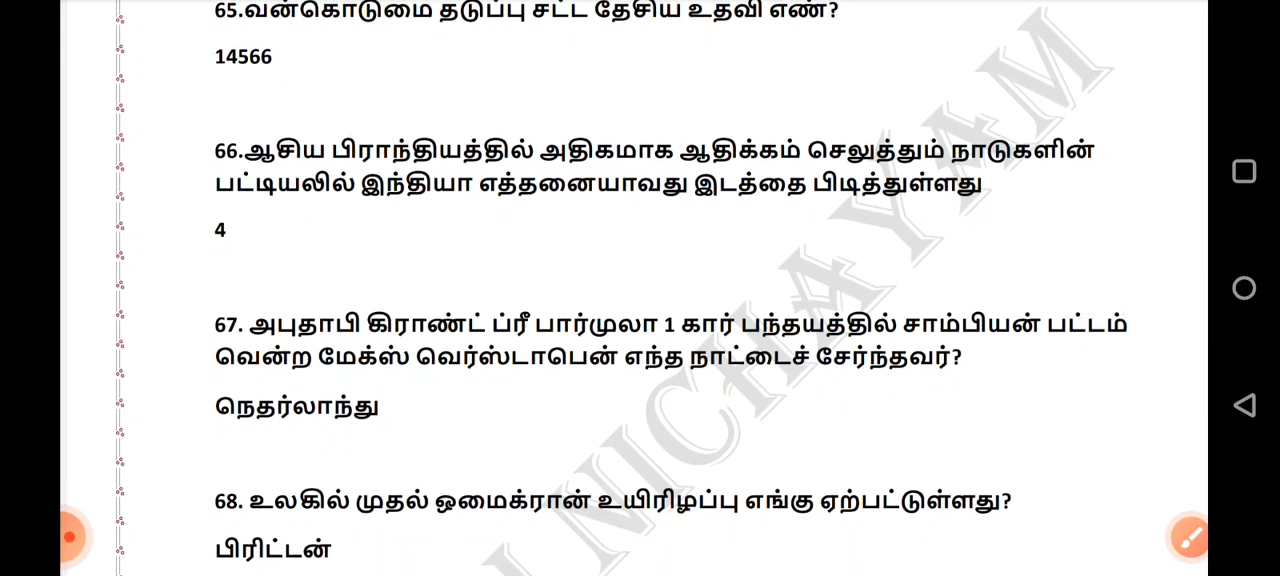 65.வன்கொடுமை தடுப்பு சட்ட தேசிய உதவி எண்?
14566
66.ஆசிய பிராந்தியத்தில் அதிகமாக ஆதிக்கம் செலுத்தும் நாடுகளின்
பட்டியலில் இந்தியா எத்தனையாவது இடத்தை பிடித்துள்ளது
4
67. அபுதாபி கிராண்ட் ப்ரீ பார்முலா 1 கார் பந்தயத்தில் சாம்பியன் பட்டம்
வென்ற மேக்ஸ் வெர்ஸ்டாபென் எந்த நாட்டைச் சேர்ந்தவர்?
நெதர்லாந்து
68. உலகில் முதல் ஒமைக்ரான் உயிரிழப்பு எங்கு ஏற்பட்டுள்ளது?
பிரிட்டன்
NICHAYAM